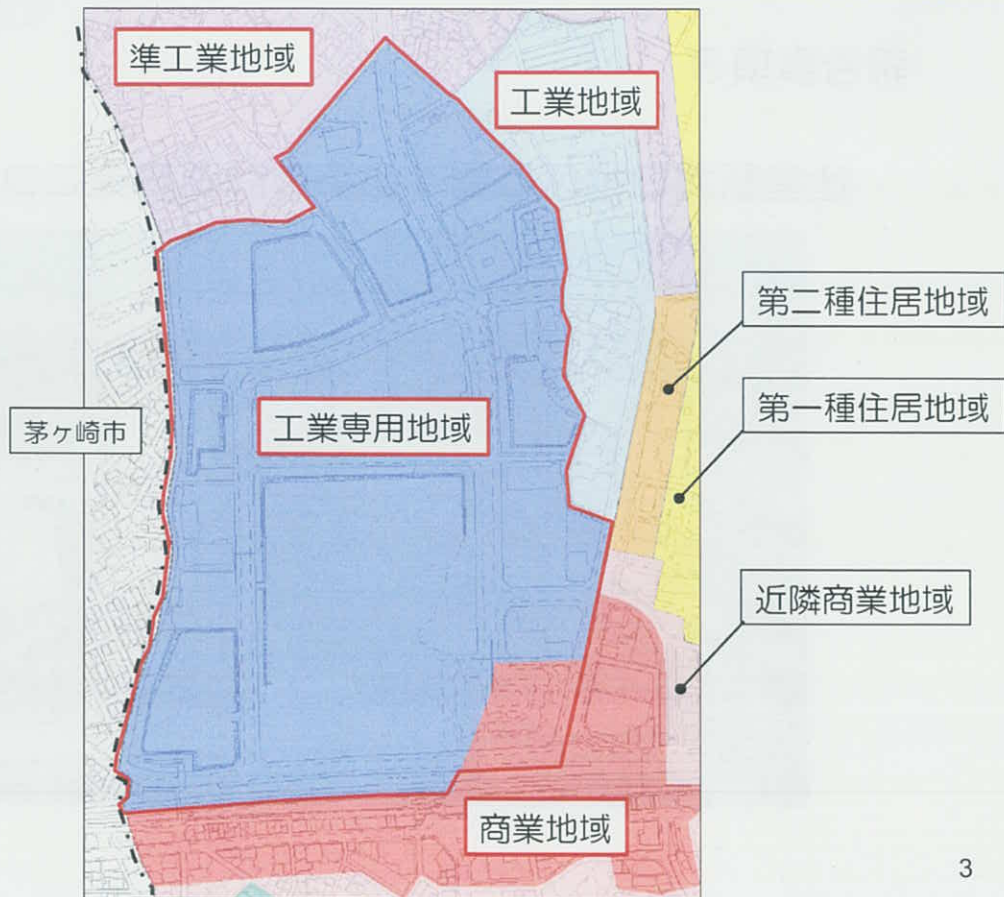 準工業地域
工業地域
第二種住居地域
第一種住居地域
茅ヶ崎市
工業専用地域
近隣商業地域
商業地域
3